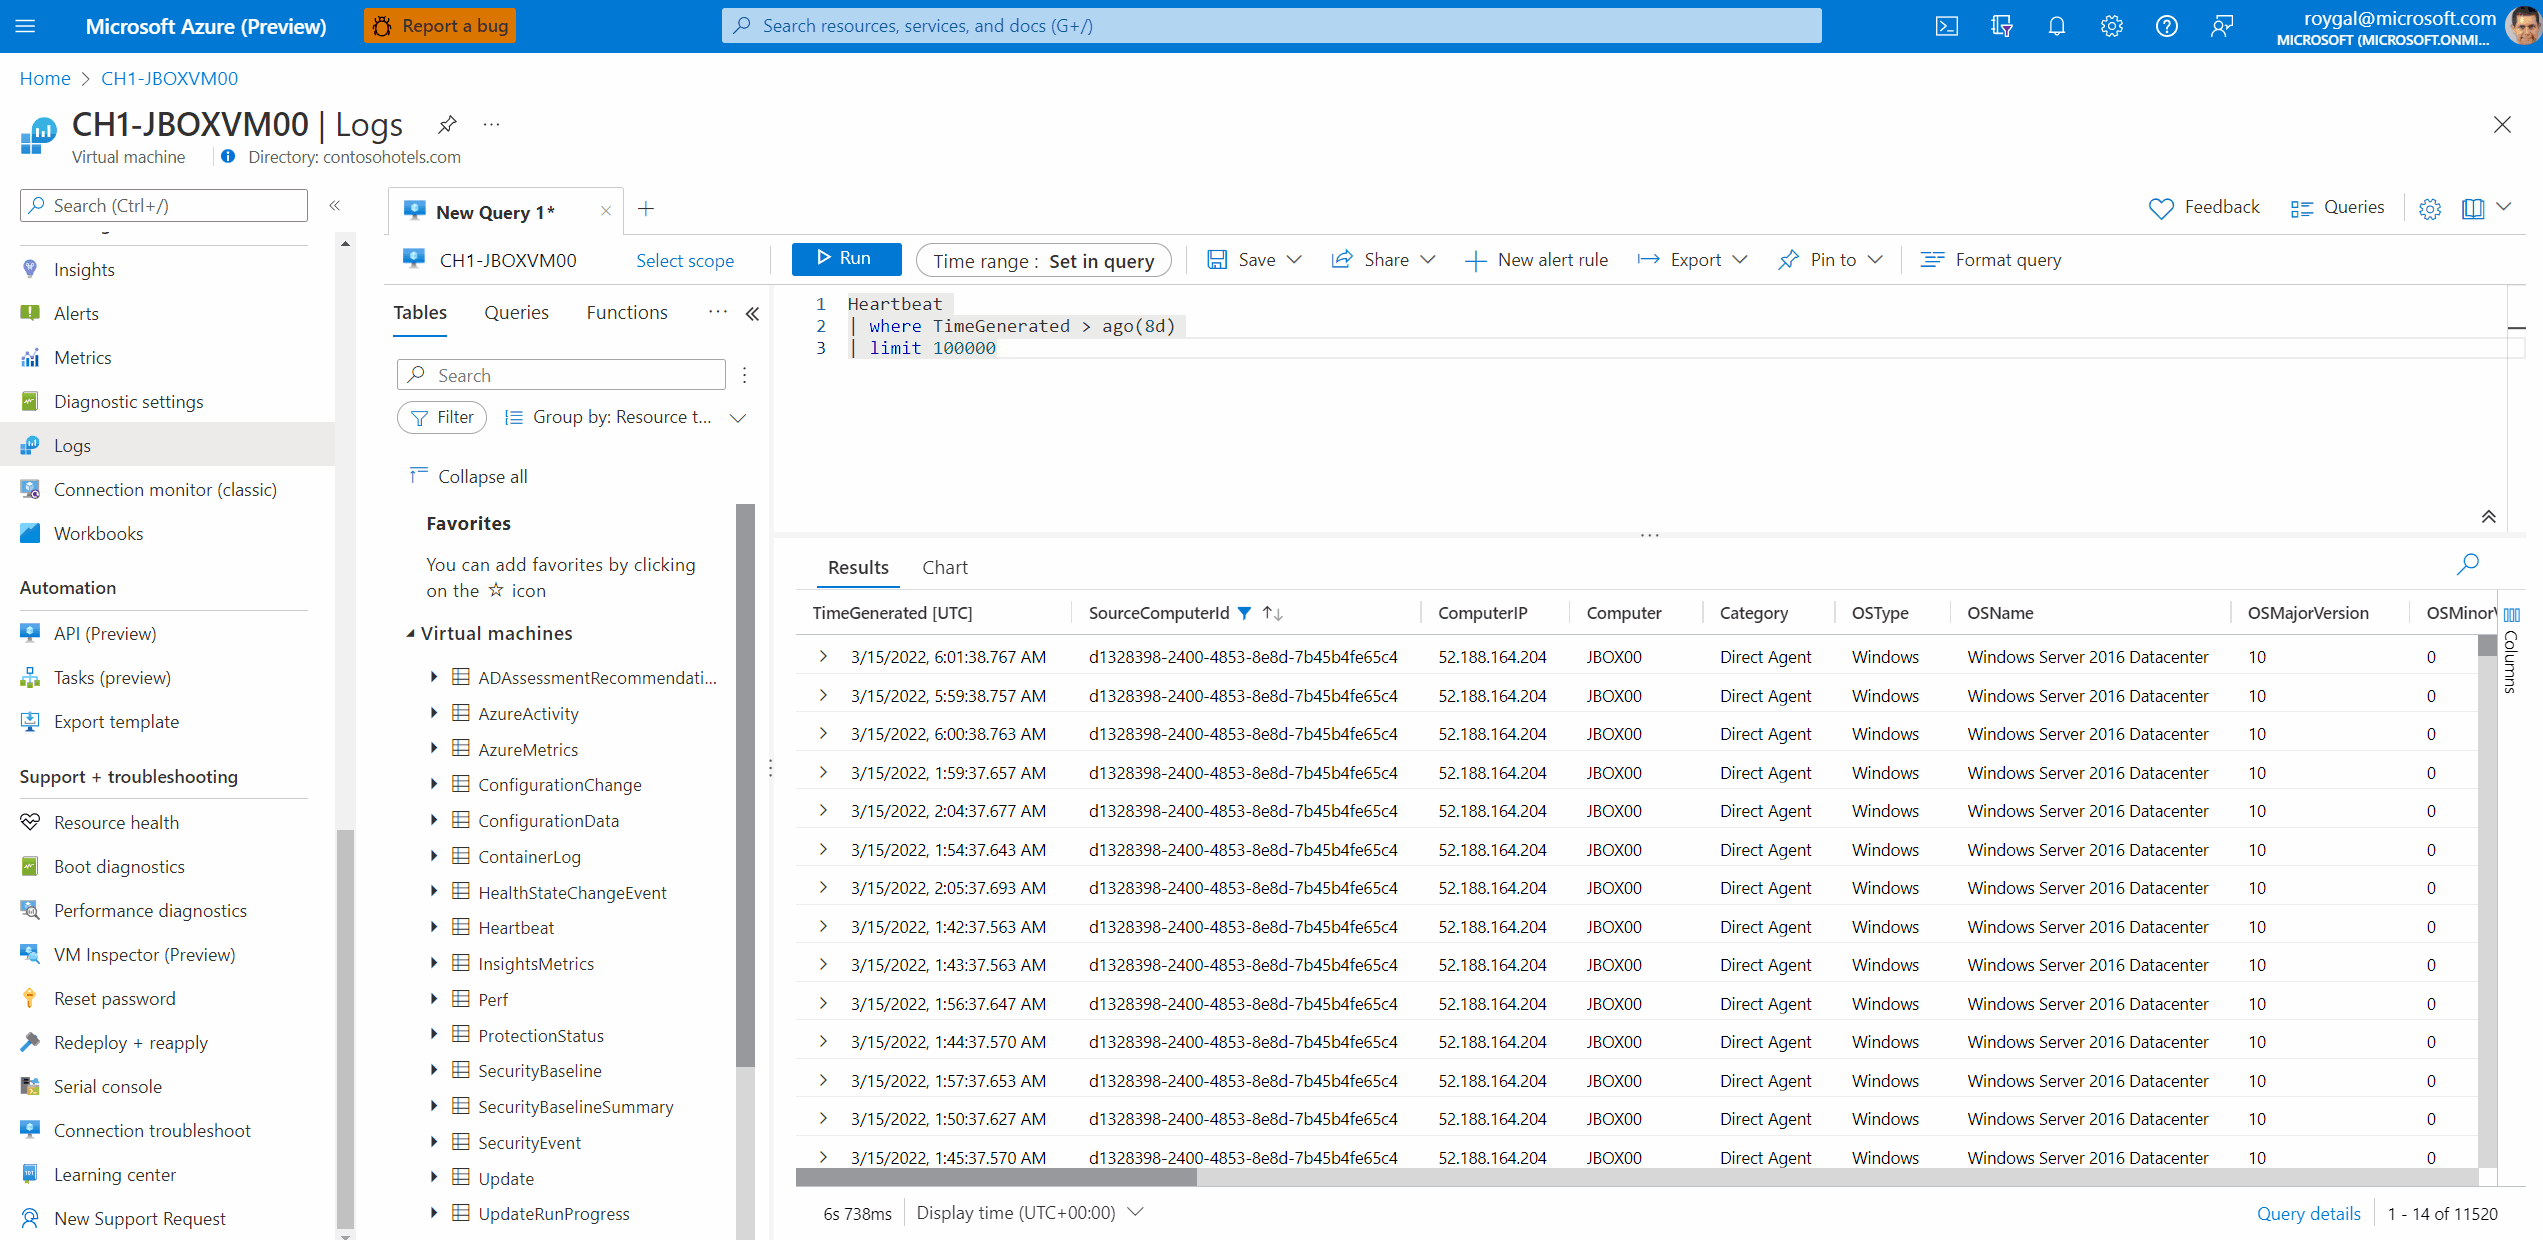 Microsoft Azure (Preview)
Report a bug
Search resources, services, and docs (G+/)
roygal@microsoft.com
MICROSOFT (MICROSOFT.ONMI...
Home > CH1-JBOXVM00
CH1-JBOXVM00 | Logs
Virtual machine
Directory: contosohotels.com
Search (Ctrl+/)
Insights
Alerts
Metrics
Diagnostic settings
Logs
Connection monitor (classic)
Workbooks
Automation
API (Preview)
Tasks (preview)
Export template
Support + troubleshooting
Resource health
Boot diagnostics
Performance diagnostics
VM Inspector (Preview)
Reset password
Redeploy + reapply
Serial console
Connection troubleshoot
Learning center
New Support Request
New Query 1*
Feedback
Queries
CH1-JBOXVM00
Select scope
Run
Time range : Set in query
Save
Share
New alert rule
Export
Pin to
Format query
Tables
Queries
Functions
Search
Filter
Group by: Resource t...
Collapse all
Favorites
You can add favorites by clicking
on the ☆ icon
Virtual machines
ADAssessmentRecommendati...
AzureActivity
AzureMetrics
ConfigurationChange
ConfigurationData
ContainerLog
HealthStateChangeEvent
Heartbeat
InsightsMetrics
Perf
ProtectionStatus
SecurityBaseline
SecurityBaselineSummary
SecurityEvent
Update
UpdateRunProgress
1 Heartbeat
2 | where TimeGenerated > ago(8d)
3 | limit 100000
Results
Chart
TimeGenerated [UTC] SourceComputerId ComputerIP Computer Category OSType OSName OSMajorVersion OSMinorV
3/15/2022, 6:01:38.767 AM d1328398-2400-4853-8e8d-7b45b4fe65c4 52.188.164.204 JBOX00 Direct Agent Windows Windows Server 2016 Datacenter 10 0
3/15/2022, 5:59:38.757 AM d1328398-2400-4853-8e8d-7b45b4fe65c4 52.188.164.204 JBOX00 Direct Agent Windows Windows Server 2016 Datacenter 10 0
3/15/2022, 6:00:38.763 AM d1328398-2400-4853-8e8d-7b45b4fe65c4 52.188.164.204 JBOX00 Direct Agent Windows Windows Server 2016 Datacenter 10 0
3/15/2022, 1:59:37.657 AM d1328398-2400-4853-8e8d-7b45b4fe65c4 52.188.164.204 JBOX00 Direct Agent Windows Windows Server 2016 Datacenter 10 0
3/15/2022, 2:04:37.677 AM d1328398-2400-4853-8e8d-7b45b4fe65c4 52.188.164.204 JBOX00 Direct Agent Windows Windows Server 2016 Datacenter 10 0
3/15/2022, 1:54:37.643 AM d1328398-2400-4853-8e8d-7b45b4fe65c4 52.188.164.204 JBOX00 Direct Agent Windows Windows Server 2016 Datacenter 10 0
3/15/2022, 2:05:37.693 AM d1328398-2400-4853-8e8d-7b45b4fe65c4 52.188.164.204 JBOX00 Direct Agent Windows Windows Server 2016 Datacenter 10 0
3/15/2022, 1:42:37.563 AM d1328398-2400-4853-8e8d-7b45b4fe65c4 52.188.164.204 JBOX00 Direct Agent Windows Windows Server 2016 Datacenter 10 0
3/15/2022, 1:43:37.563 AM d1328398-2400-4853-8e8d-7b45b4fe65c4 52.188.164.204 JBOX00 Direct Agent Windows Windows Server 2016 Datacenter 10 0
3/15/2022, 1:56:37.647 AM d1328398-2400-4853-8e8d-7b45b4fe65c4 52.188.164.204 JBOX00 Direct Agent Windows Windows Server 2016 Datacenter 10 0
3/15/2022, 1:44:37.570 AM d1328398-2400-4853-8e8d-7b45b4fe65c4 52.188.164.204 JBOX00 Direct Agent Windows Windows Server 2016 Datacenter 10 0
3/15/2022, 1:57:37.653 AM d1328398-2400-4853-8e8d-7b45b4fe65c4 52.188.164.204 JBOX00 Direct Agent Windows Windows Server 2016 Datacenter 10 0
3/15/2022, 1:50:37.627 AM d1328398-2400-4853-8e8d-7b45b4fe65c4 52.188.164.204 JBOX00 Direct Agent Windows Windows Server 2016 Datacenter 10 0
3/15/2022, 1:45:37.570 AM d1328398-2400-4853-8e8d-7b45b4fe65c4 52.188.164.204 JBOX00 Direct Agent Windows Windows Server 2016 Datacenter 10 0
Columns
6s 738ms
Display time (UTC+00:00)
Query details
1 - 14 of 11520